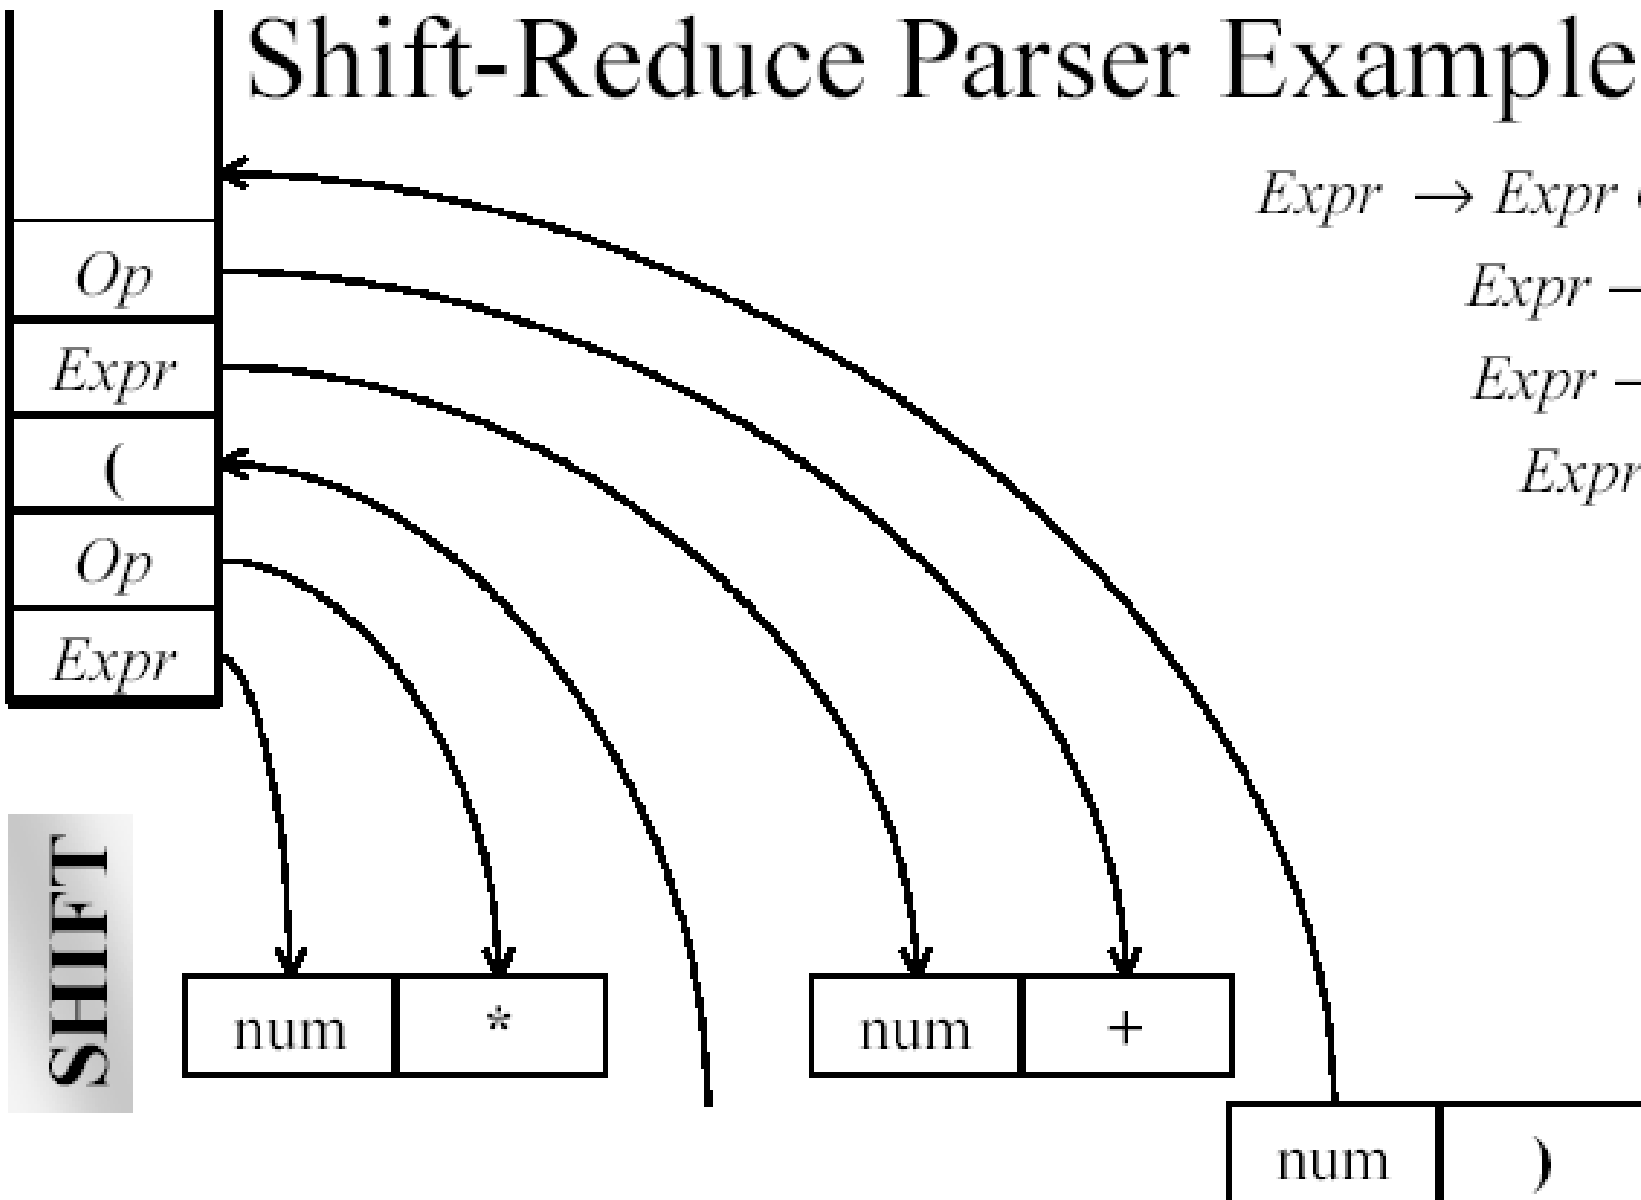 Shift-Reduce Parser Example
Expr → Expr
Expr
Expr
Expr
Op
Expr
(
Op
Expr
SHIFT
num * num +
num )